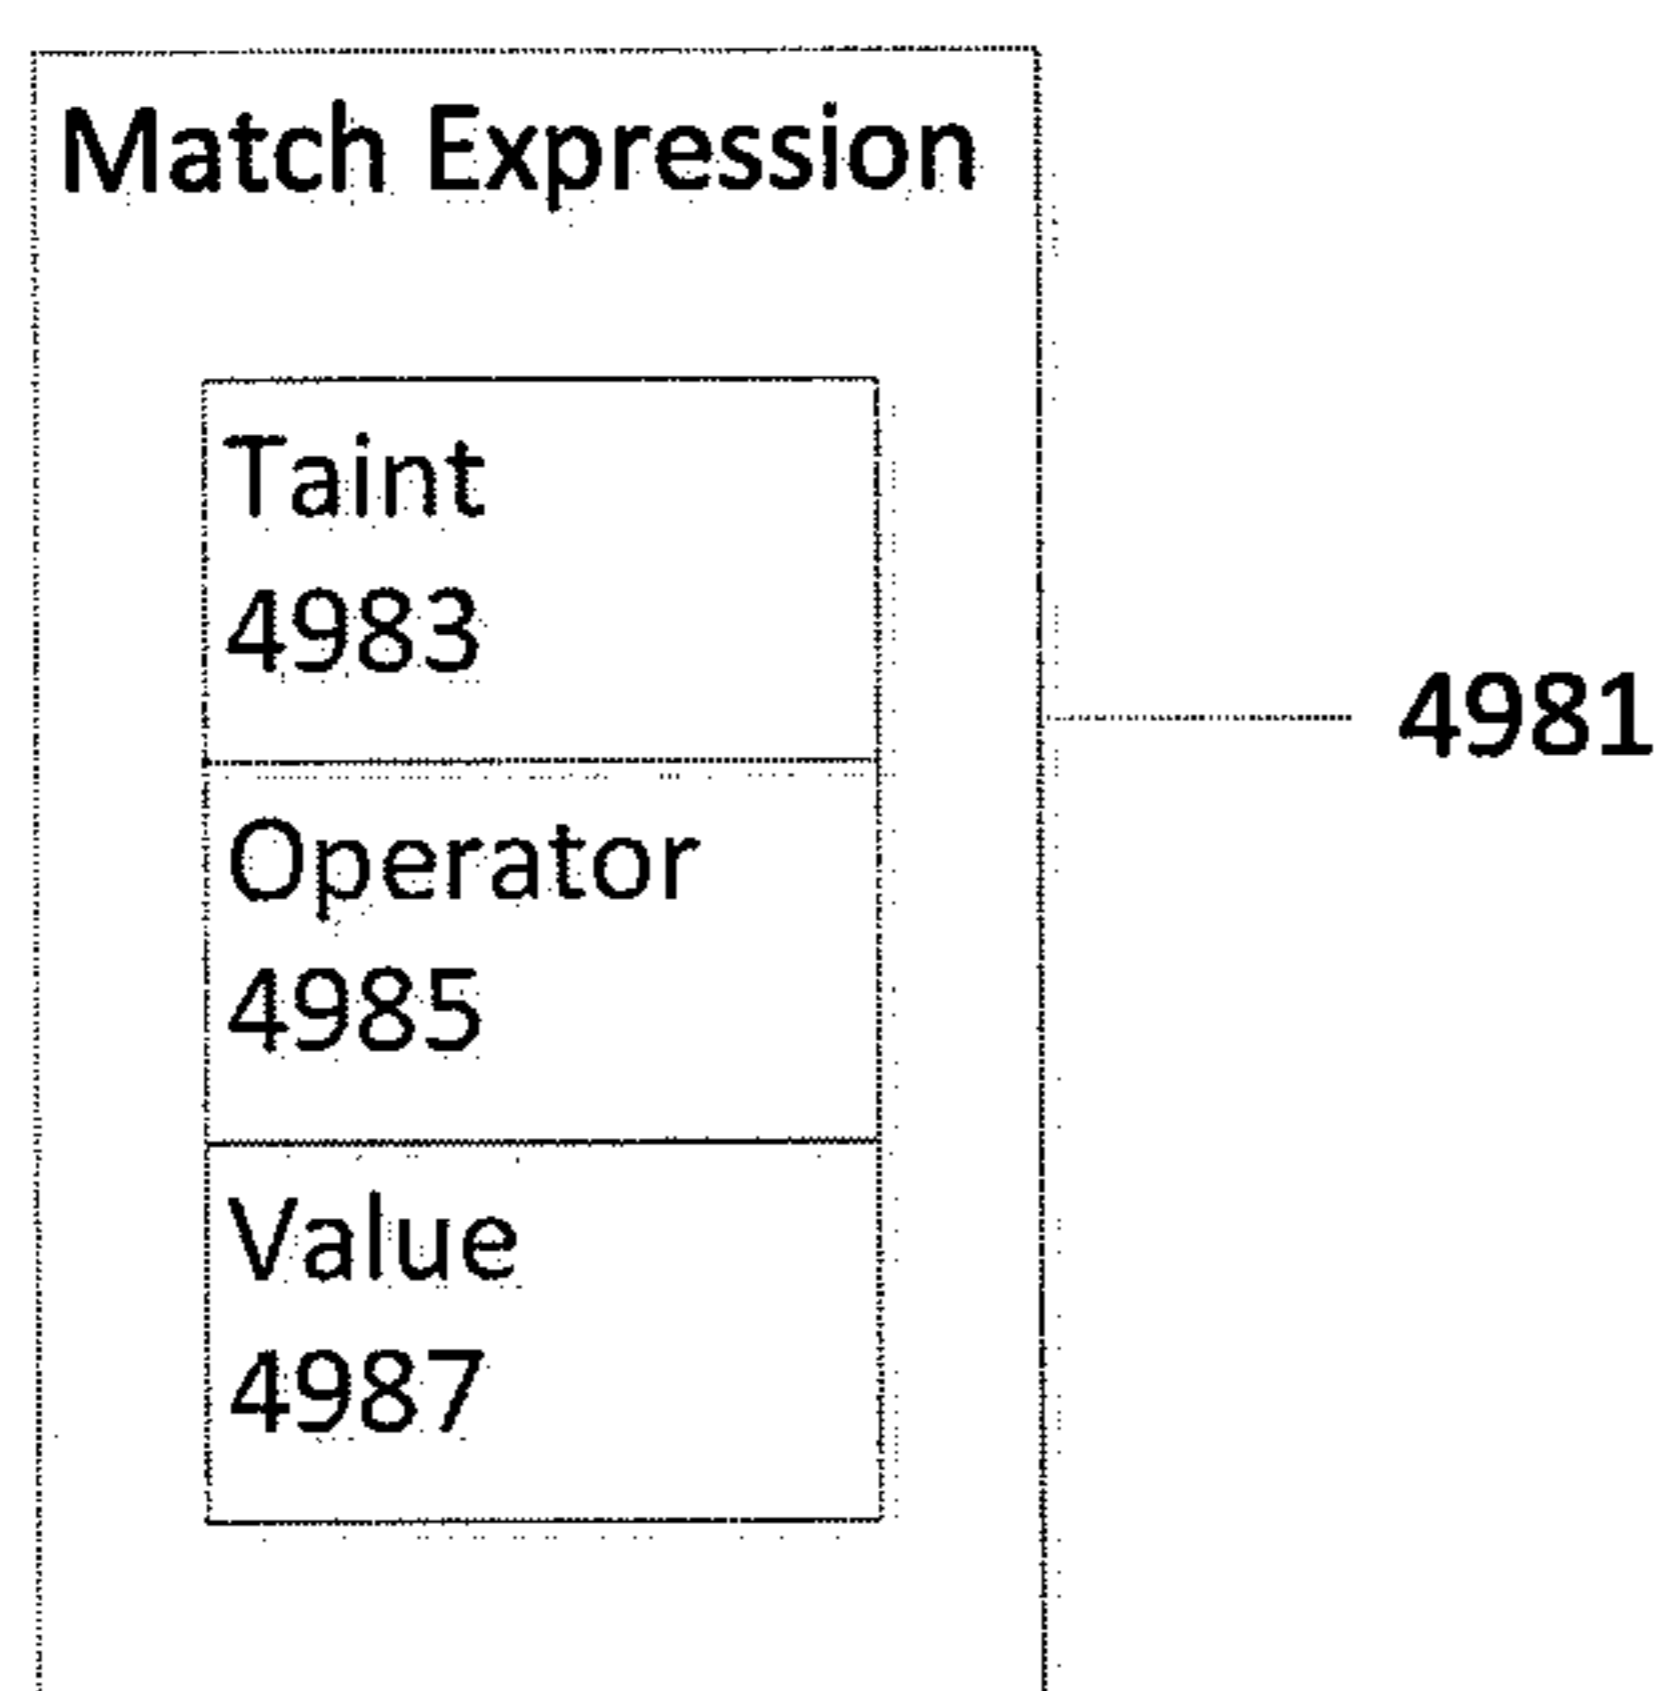 Match Expression
Taint
4983
4981
Operator
4985
Value
4987